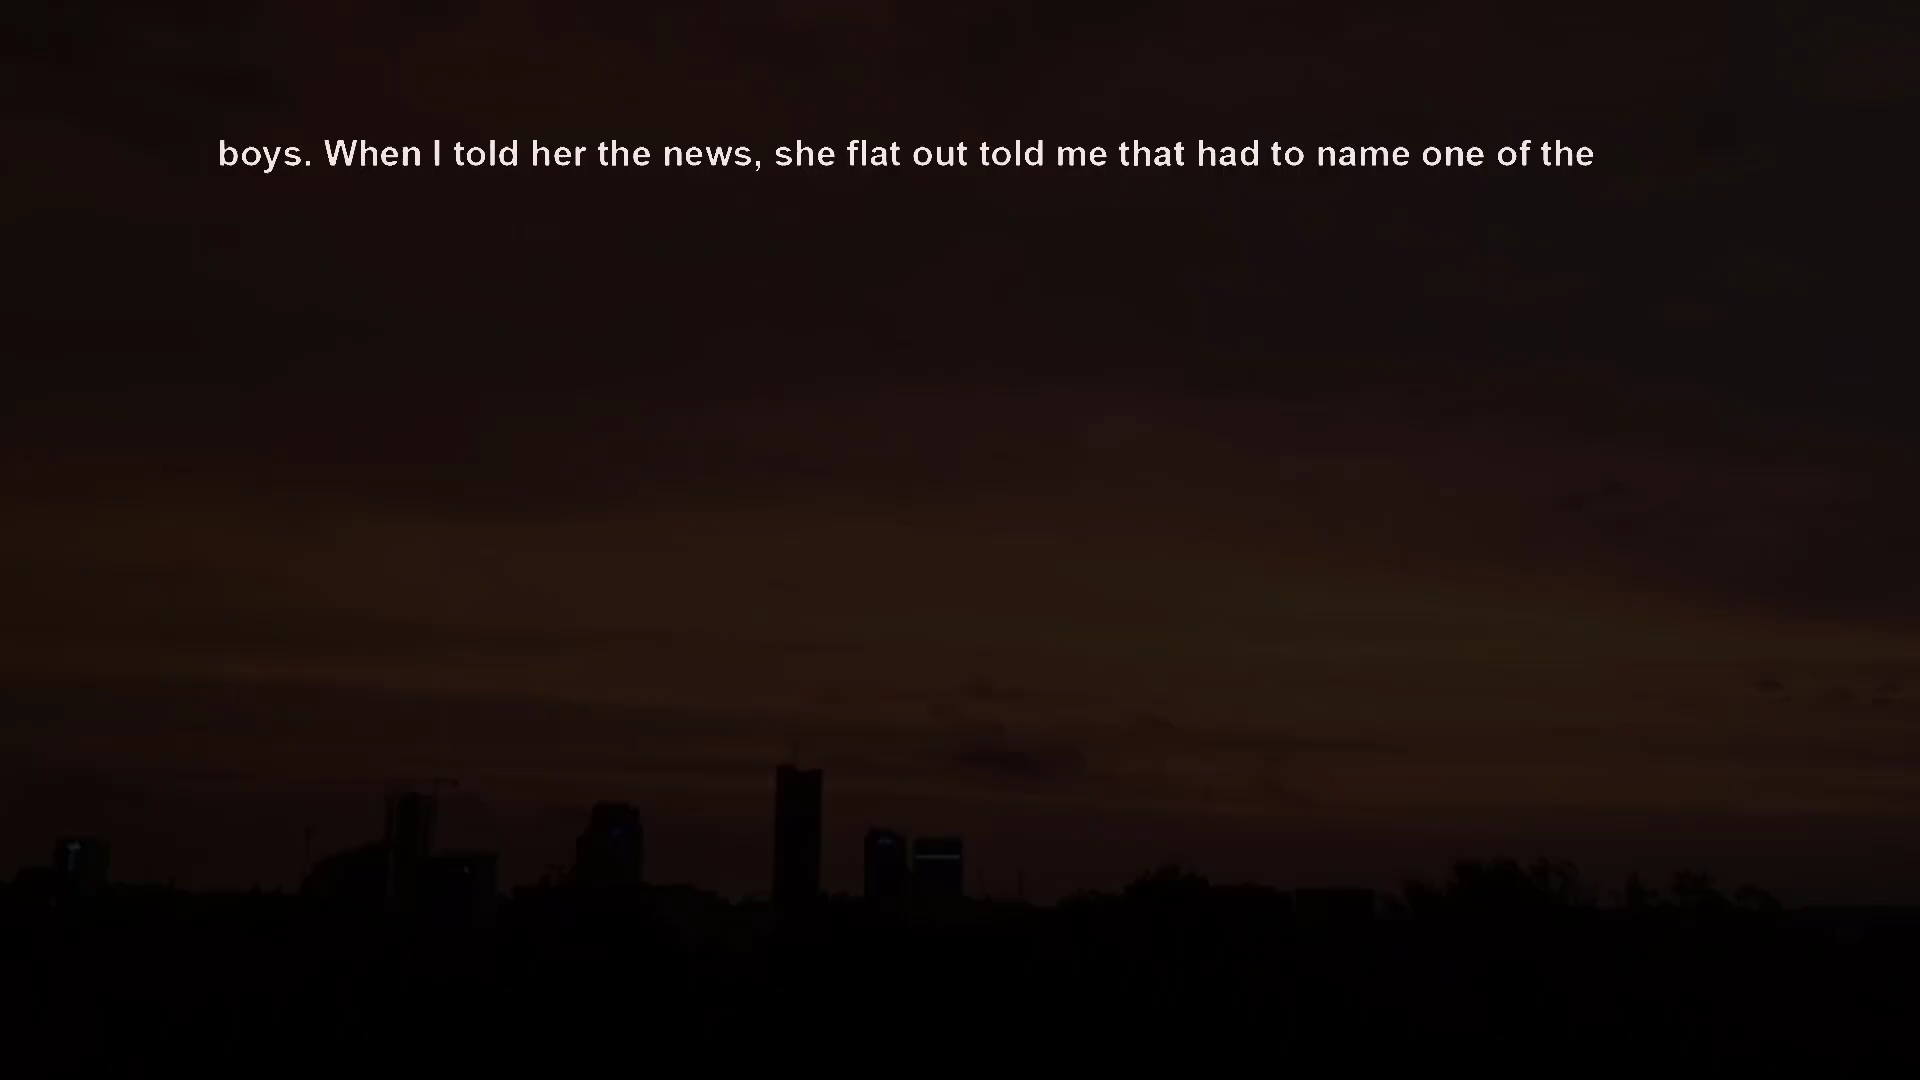 boys. When I told her the news, she flat out told me that had to name one of the